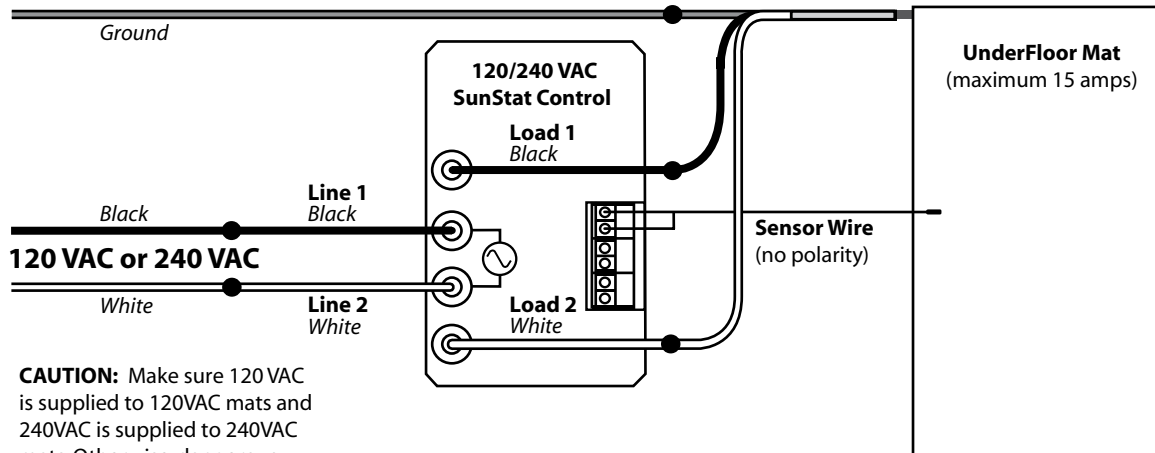 Ground
120/240 VAC
SunStat Control
UnderFloor Mat
(maximum 15 amps)
Load 1
Black
Line 1
Black
Black
Sensor Wire
(no polarity)
120 VAC or 240 VAC
White
Line 2
White
Load 2
White
CAUTION: Make sure 120 VAC
is supplied to 120VAC mats and
240VAC is supplied to 240VAC